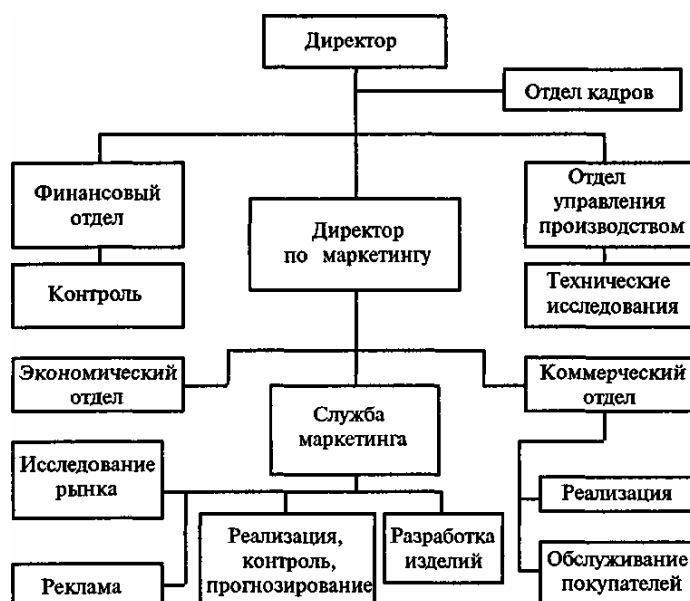 Директор
Отдел кадров
Финансовый
отдел
Директор
по маркетингу
Отдел
управления
производством
Контроль
Технические
исследования
Экономический
отдел
Служба
маркетинга
Коммерческий
отдел
Исследование
рынка
Реализация,
контроль,
прогнозирование
Разработка
изделий
Реализация
Реклама
Обслуживание
покупателей